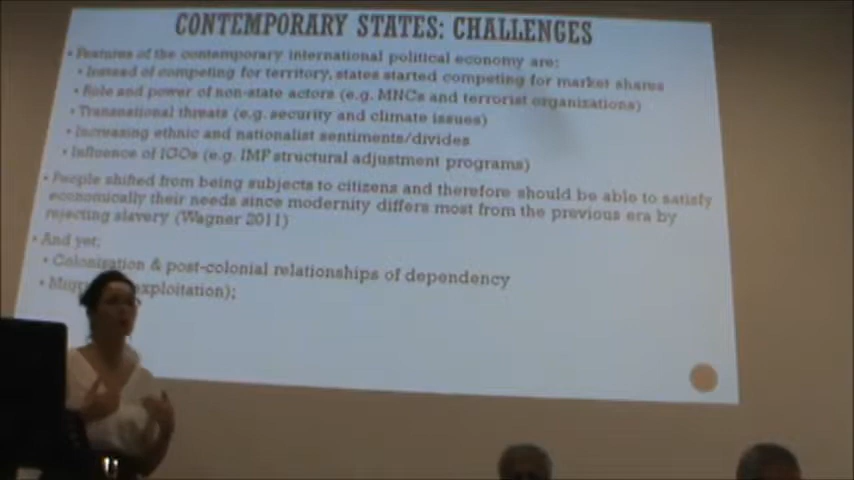 CONTEMPORARY STATES: CHALLENGES
• Features of the contemporary international political economy are:
• Instead of competing for territory, states started competing for market shares
• Role and power of non-state actors (e.g. MNCs and terrorist organizations)
• Transnational threats (e.g. security and climate issues)
• Increasing ethnic and nationalist sentiments/divides
• Influence of IGOs (e.g. IMF structural adjustment programs)
• People shifted from being subjects to citizens and therefore should be able to satisfy
economically their needs since modernity differs most from the previous era by
rejecting slavery (Wagner 2011)
• And yet:
• Colonisation & post-colonial relationships of dependency
• exploitation);